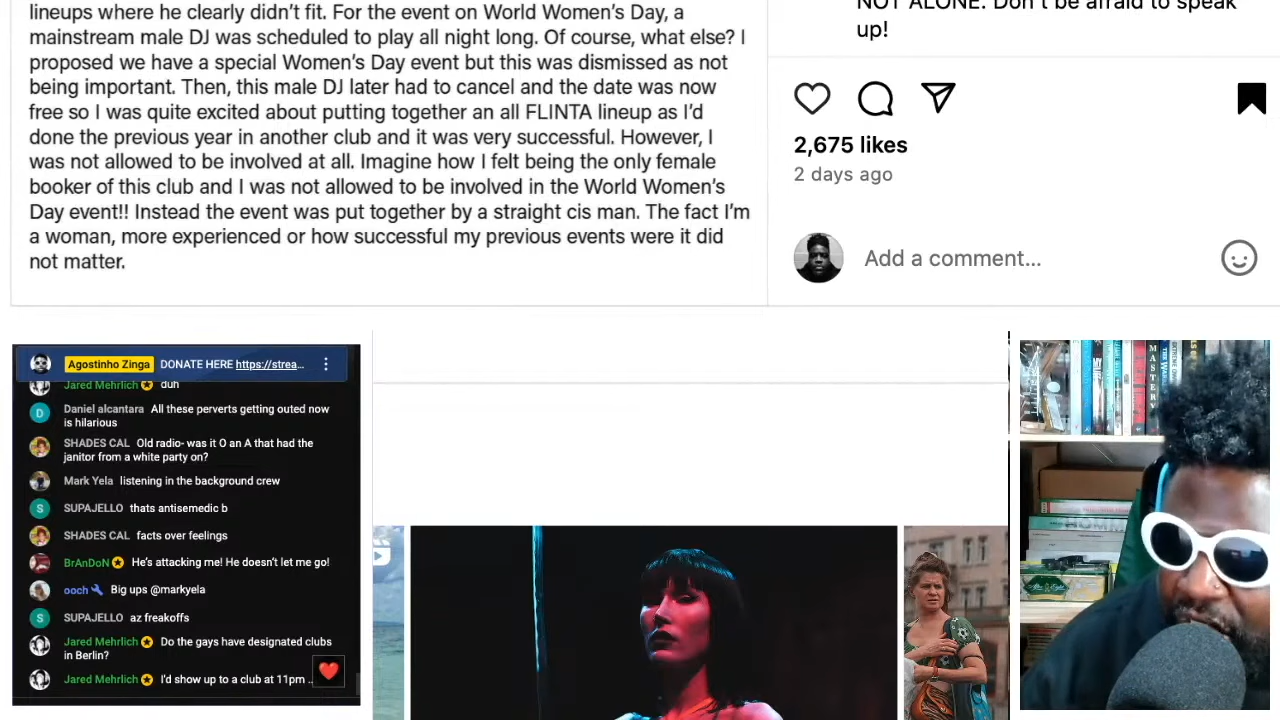 lineups where he clearly didn’t fit. For the event on World Women’s Day, a
mainstream male DJ was scheduled to play all night long. Of course, what else? I
proposed we have a special Women’s Day event but this was dismissed as not
being important. Then, this male DJ later had to cancel and the date was now
free so I was quite excited about putting together an all FLINTA lineup as I’d
done the previous year in another club and it was very successful. However, I
was not allowed to be involved at all. Imagine how I felt being the only female
booker of this club and I was not allowed to be involved in the World Women’s
Day event!! Instead the event was put together by a straight cis man. The fact I’m
a woman, more experienced or how successful my previous events were it did
not matter.
NOT ALONE. Don't be afraid to speak
up!
2,675 likes
2 days ago
Add a comment...
Agostinho Zinga DONATE HERE https://strea...
Jared Mehrlich duh
D Daniel alcantara All these perverts getting outed now
is hilarious
SHADES CAL Old radio- was it O an A that had the
janitor from a white party on?
Mark Yela listening in the background crew
S SUPAJELLO thats antisemedic b
SHADES CAL facts over feelings
BrAnDoN He’s attacking me! He doesn’t let me go!
ooch Big ups @markyela
S SUPAJELLO az freakoffs
Jared Mehrlich Do the gays have designated clubs
in Berlin?
Jared Mehrlich I'd show up to a club at 11pm ..
MASTERY